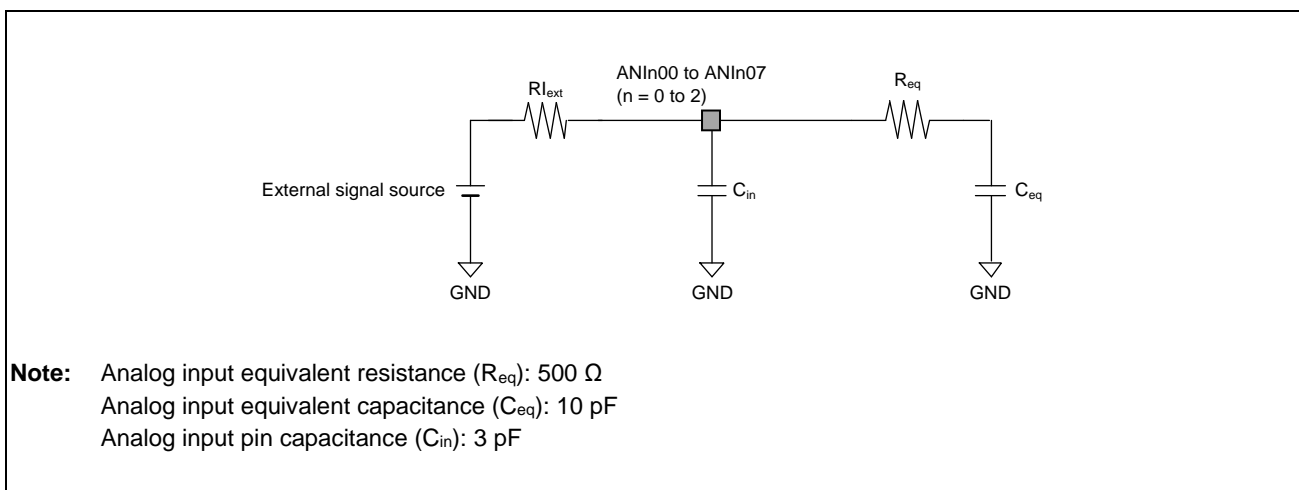 ANIn00 to ANIn07
(n = 0 to 2)
RIext
Req
External signal source
Cin
Ceq
GND
GND
GND
Note: Analog input equivalent resistance (Req): 500 Ω
Analog input equivalent capacitance (Ceq): 10 pF
Analog input pin capacitance (Cin): 3 pF